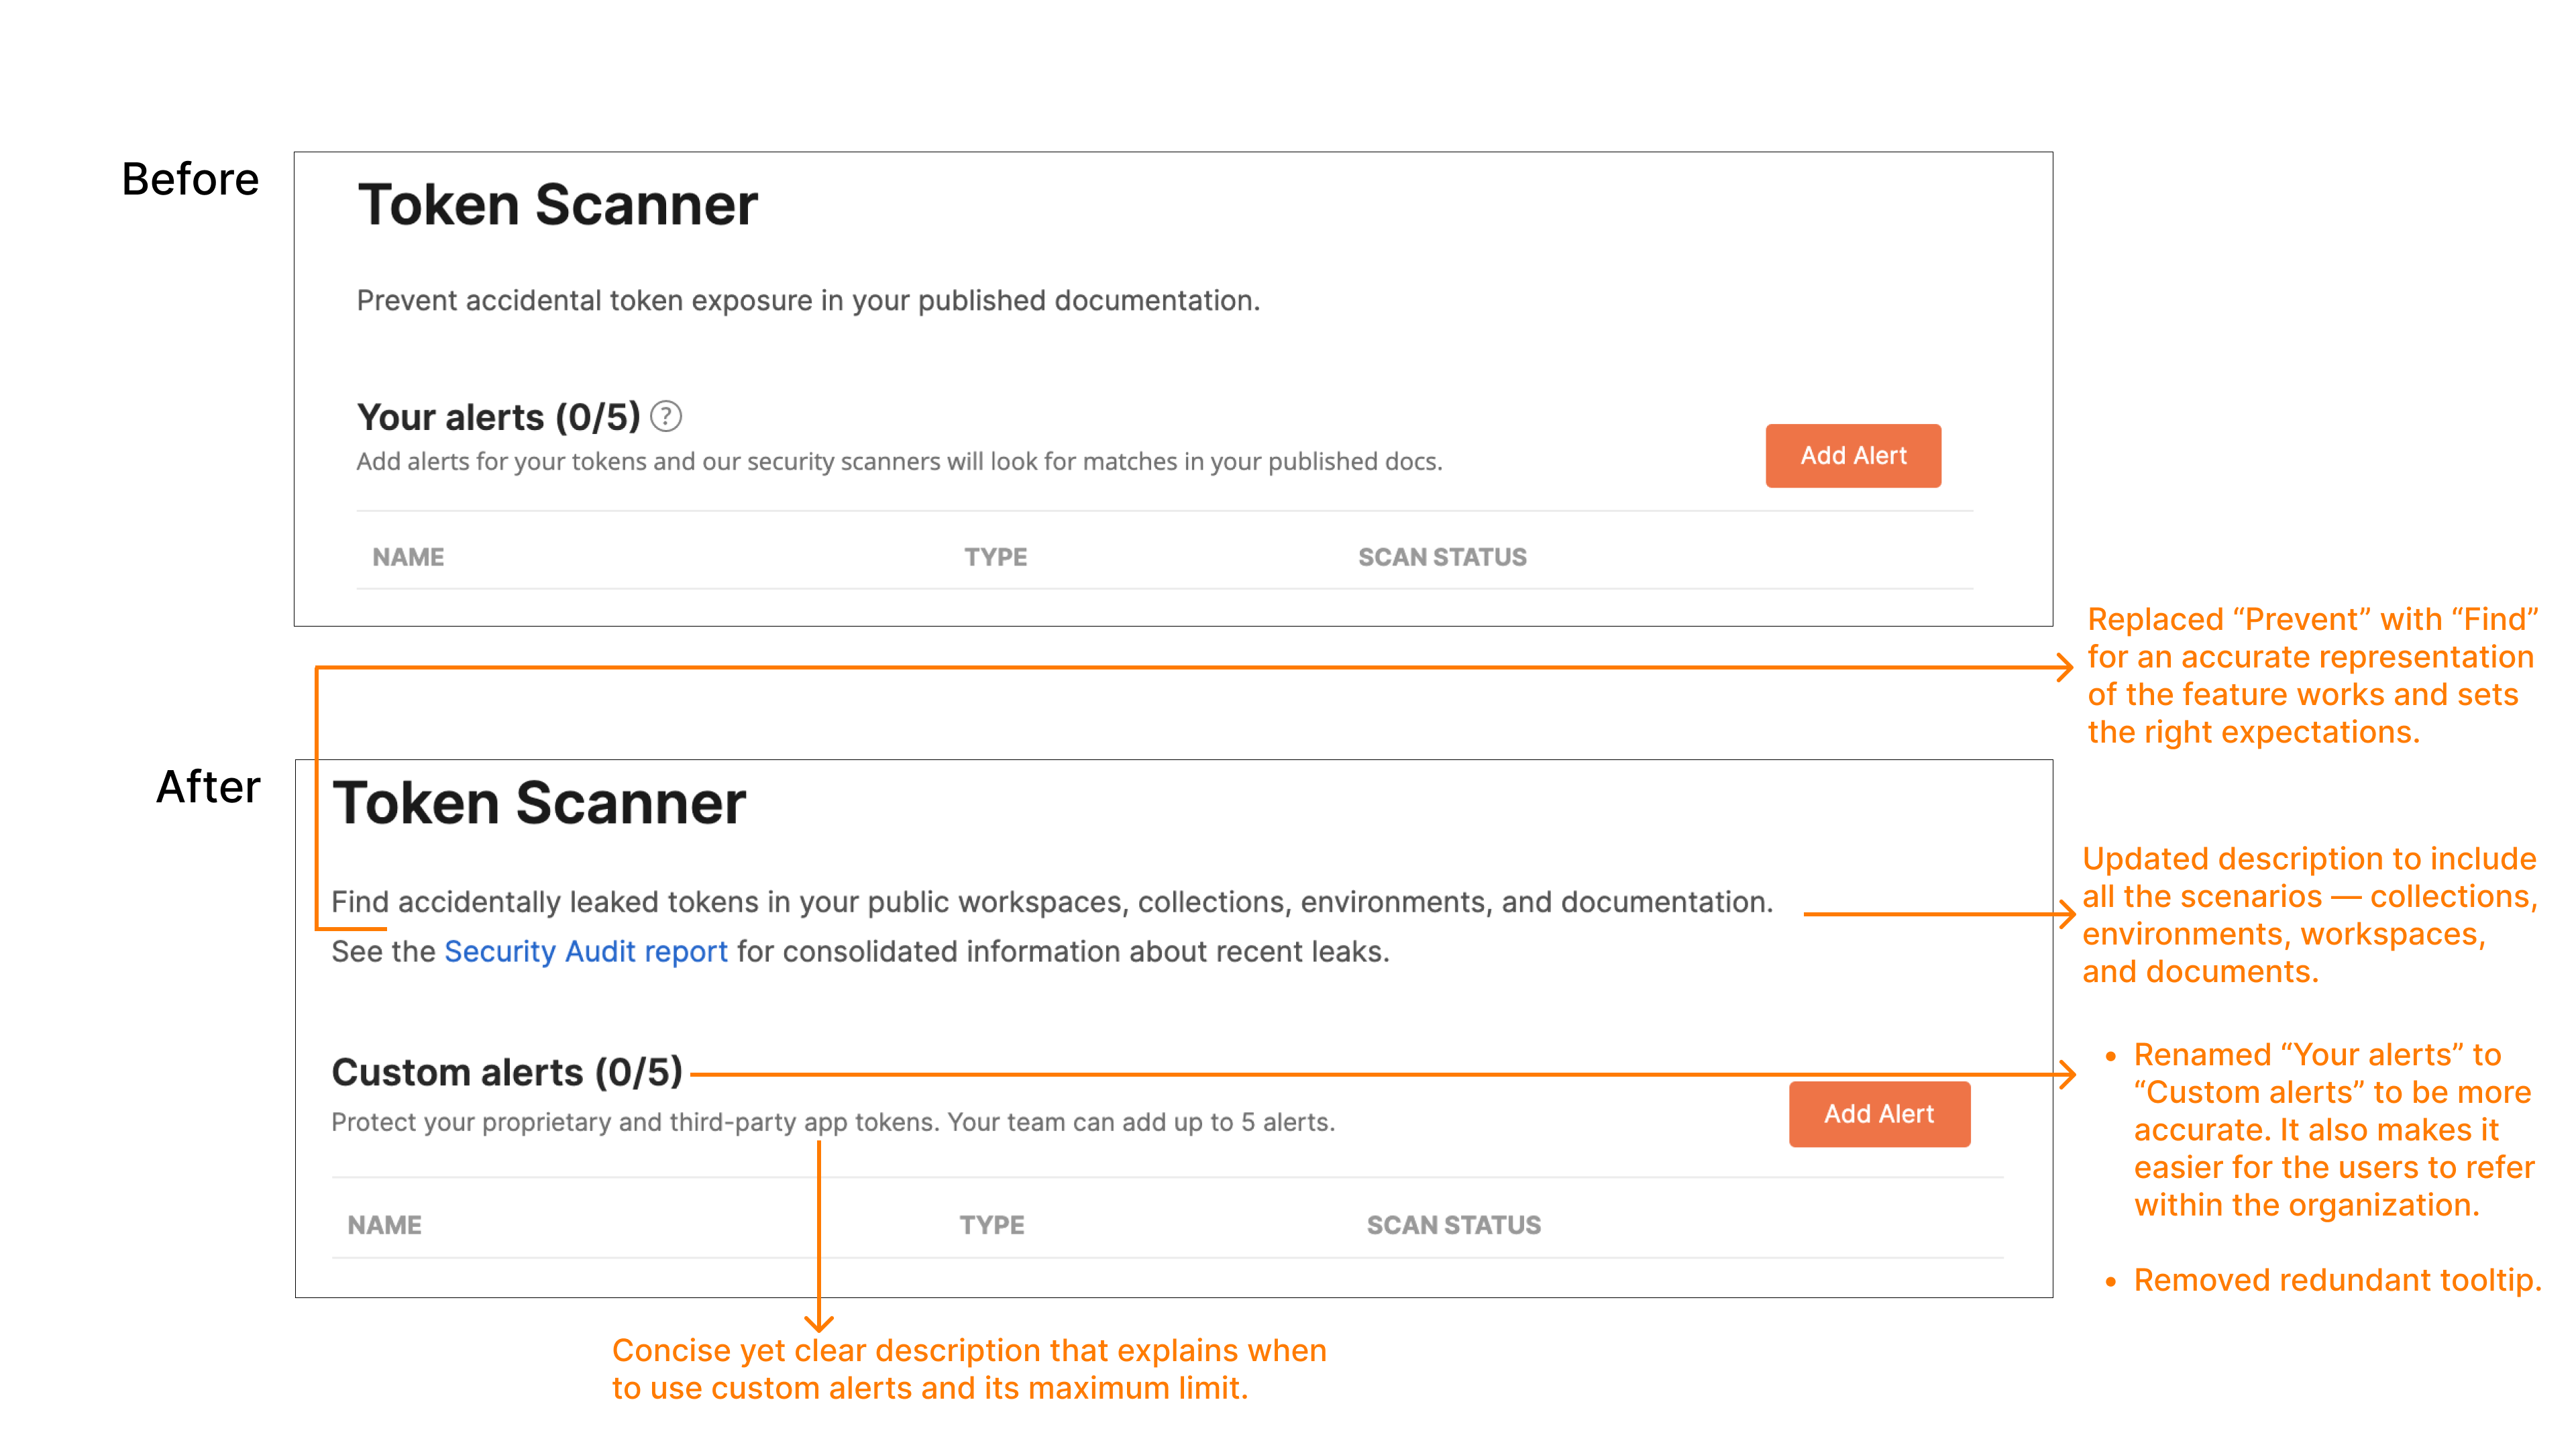 Before
Token Scanner
Prevent accidental token exposure in your published documentation.
Your alerts (0/5) ?
Add alerts for your tokens and our security scanners will look for matches in your published docs.
Add Alert
NAME TYPE SCAN STATUS
Replaced “Prevent” with “Find”
for an accurate representation
of the feature works and sets
the right expectations.
After
Token Scanner
Find accidentally leaked tokens in your public workspaces, collections, environments, and documentation.
See the Security Audit report for consolidated information about recent leaks.
Updated description to include
all the scenarios — collections,
environments, workspaces,
and documents.
Custom alerts (0/5)
Protect your proprietary and third-party app tokens. Your team can add up to 5 alerts.
Add Alert
NAME TYPE SCAN STATUS
• Renamed “Your alerts” to
“Custom alerts” to be more
accurate. It also makes it
easier for the users to refer
within the organization.
• Removed redundant tooltip.
Concise yet clear description that explains when
to use custom alerts and its maximum limit.